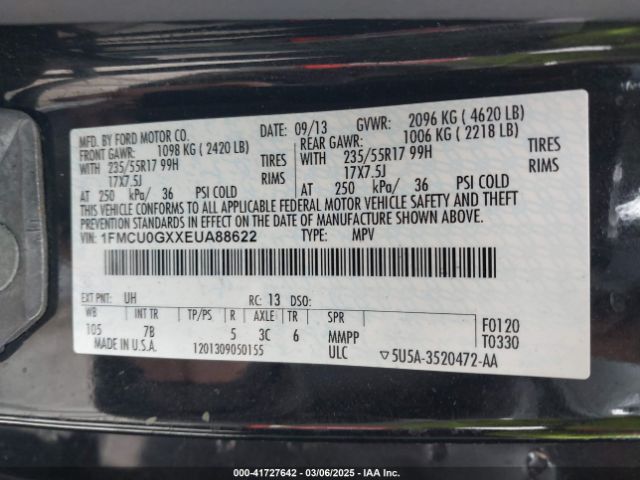 MFD. BY FORD MOTOR CO. DATE: 09/13 GVWR: 2096 KG ( 4620 LB)
FRONT GAWR: 1098 KG ( 2420 LB) REAR GAWR: 1006 KG ( 2218 LB)
WITH 235/55R17 99H TIRES WITH 235/55R17 99H TIRES
17X7.5J RIMS 17X7.5J RIMS
AT 250 kPa/ 36 PSI COLD AT 250 kPa/ 36 PSI COLD
THIS VEHICLE CONFORMS TO ALL APPLICABLE FEDERAL MOTOR VEHICLE SAFETY AND THEFT
PREVENTION STANDARDS IN EFFECT ON THE DATE OF MANUFACTURE SHOWN ABOVE.
VIN: 1FMCU0GXXEUA88622 TYPE: MPV
EXT PNT: UH RC: 13 DSO:
WB INT TR TP/PS R AXLE TR SPR F0120
105 7B 5 3C 6 MMPP T0330
MADE IN U.S.A. 1201309050155 ULC ▽5U5A-3520472-AA
000-41727642 - 03/06/2025 - IAA Inc.